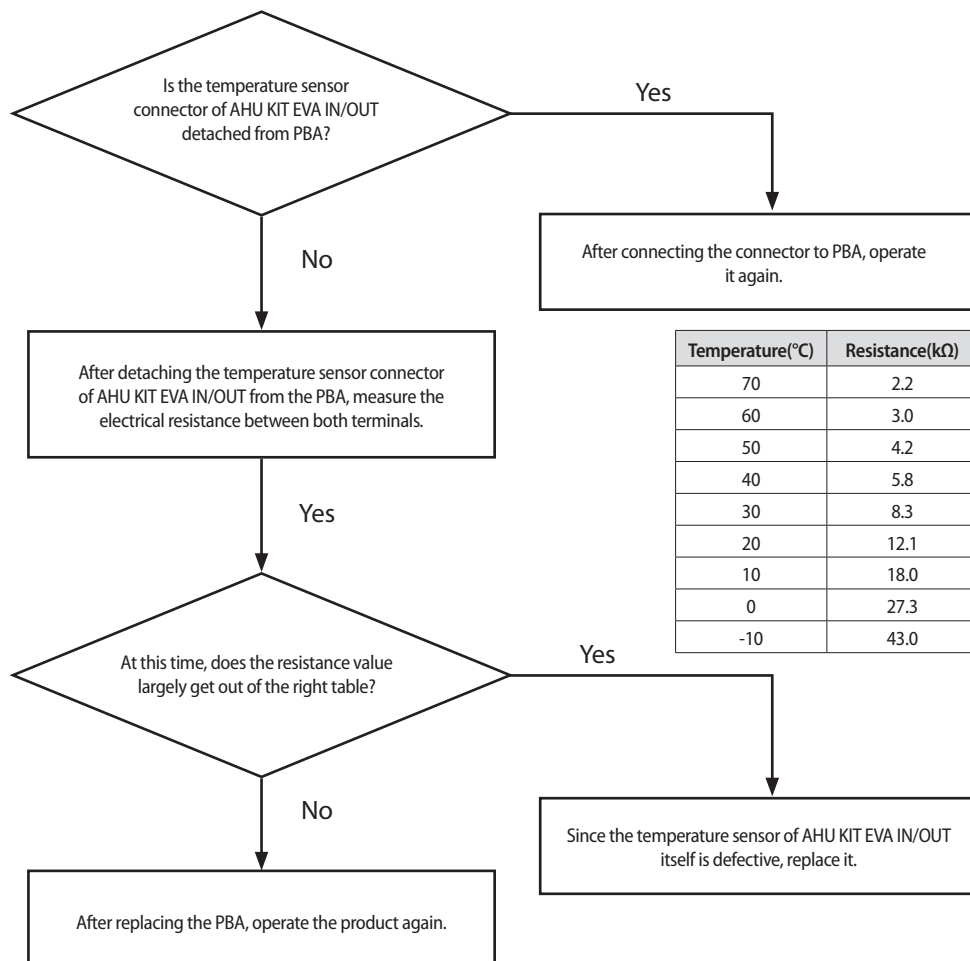 Is the temperature sensor
connector of AHU KIT EVA IN/OUT
detached from PBA?
Yes
After connecting the connector to PBA, operate
it again.
No
After detaching the temperature sensor connector
of AHU KIT EVA IN/OUT from the PBA, measure the
electrical resistance between both terminals.
Temperature(°C) Resistance(kΩ)
70 2.2
60 3.0
50 4.2
40 5.8
30 8.3
20 12.1
10 18.0
0 27.3
-10 43.0
Yes
At this time, does the resistance value
largely get out of the right table?
Yes
Since the temperature sensor of AHU KIT EVA IN/OUT
itself is defective, replace it.
No
After replacing the PBA, operate the product again.